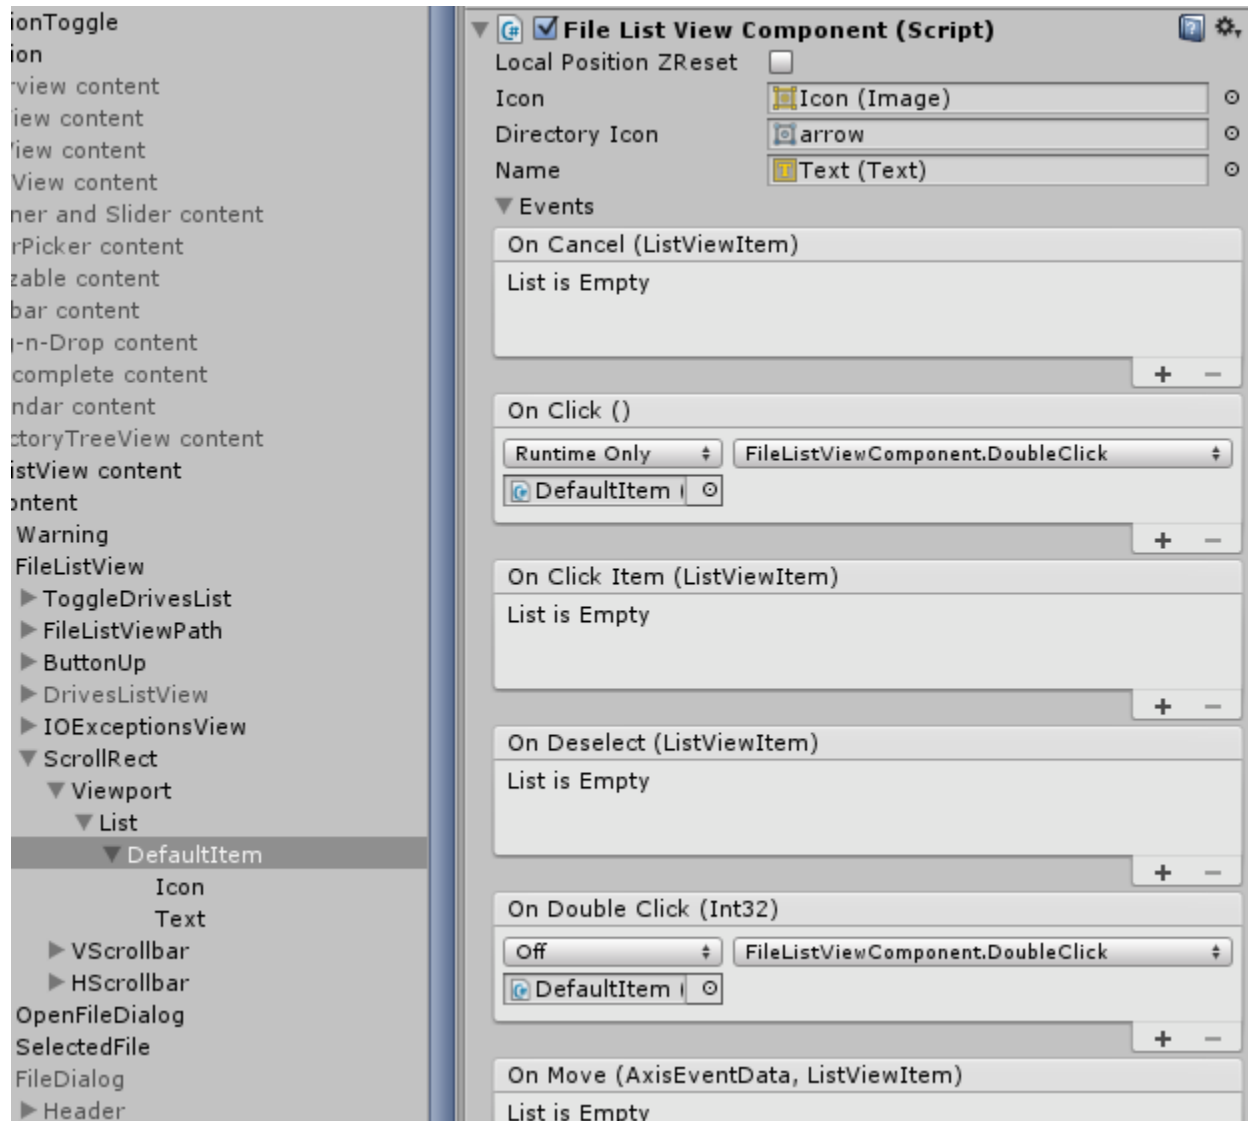 ionToggle
ion
rview content
iew content
iew content
View content
ner and Slider content
rPicker content
zable content
bar content
g-n-Drop content
complete content
ndar content
ctoryTreeView content
istView content
ontent
Warning
FileListView
ToggleDrivesList
FileListViewPath
ButtonUp
DrivesListView
IOExceptionsView
ScrollRect
Viewport
List
DefaultItem
Icon
Text
VScrollbar
HScrollbar
OpenFileDialog
SelectedFile
FileDialog
Header
File List View Component (Script)
Local Position ZReset
Icon Icon (Image)
Directory Icon arrow
Name Text (Text)
Events
On Cancel (ListViewItem)
List is Empty
+ −
On Click ()
Runtime Only FileListViewComponent.DoubleClick
DefaultItem (
+ −
On Click Item (ListViewItem)
List is Empty
+ −
On Deselect (ListViewItem)
List is Empty
+ −
On Double Click (Int32)
Off FileListViewComponent.DoubleClick
DefaultItem (
+ −
On Move (AxisEventData, ListViewItem)
List is Empty